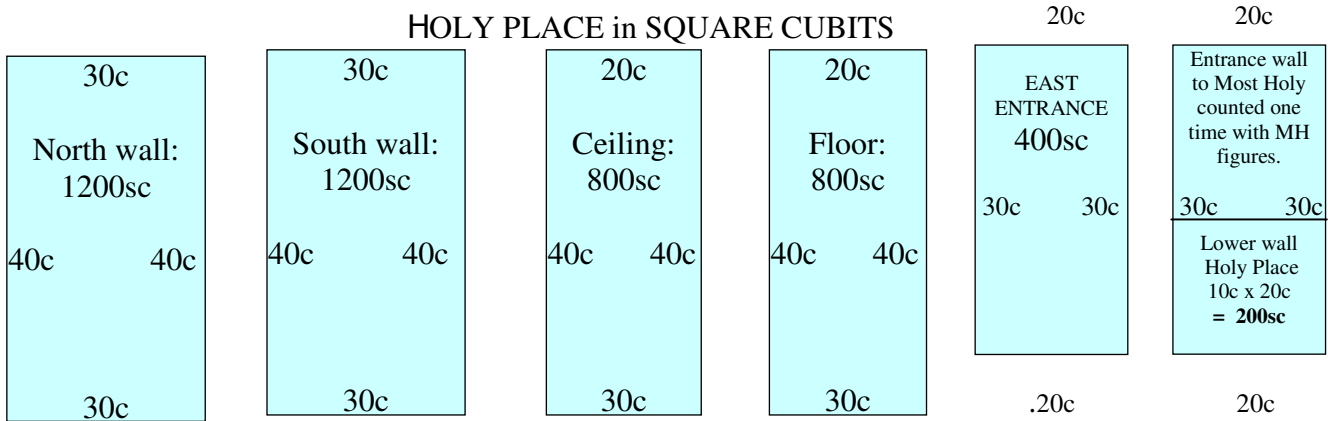 HOLY PLACE in SQUARE CUBITS
30c
North wall:
1200sc
40c 40c
30c
30c
South wall:
1200sc
40c 40c
30c
20c
Ceiling:
800sc
40c 40c
30c
20c
Floor:
800sc
40c 40c
30c
20c
EAST
ENTRANCE
400sc
30c 30c
.20c
20c
Entrance wall
to Most Holy
counted one
time with MH
figures.
30c 30c
Lower wall
Holy Place
10c x 20c
= 200sc
20c